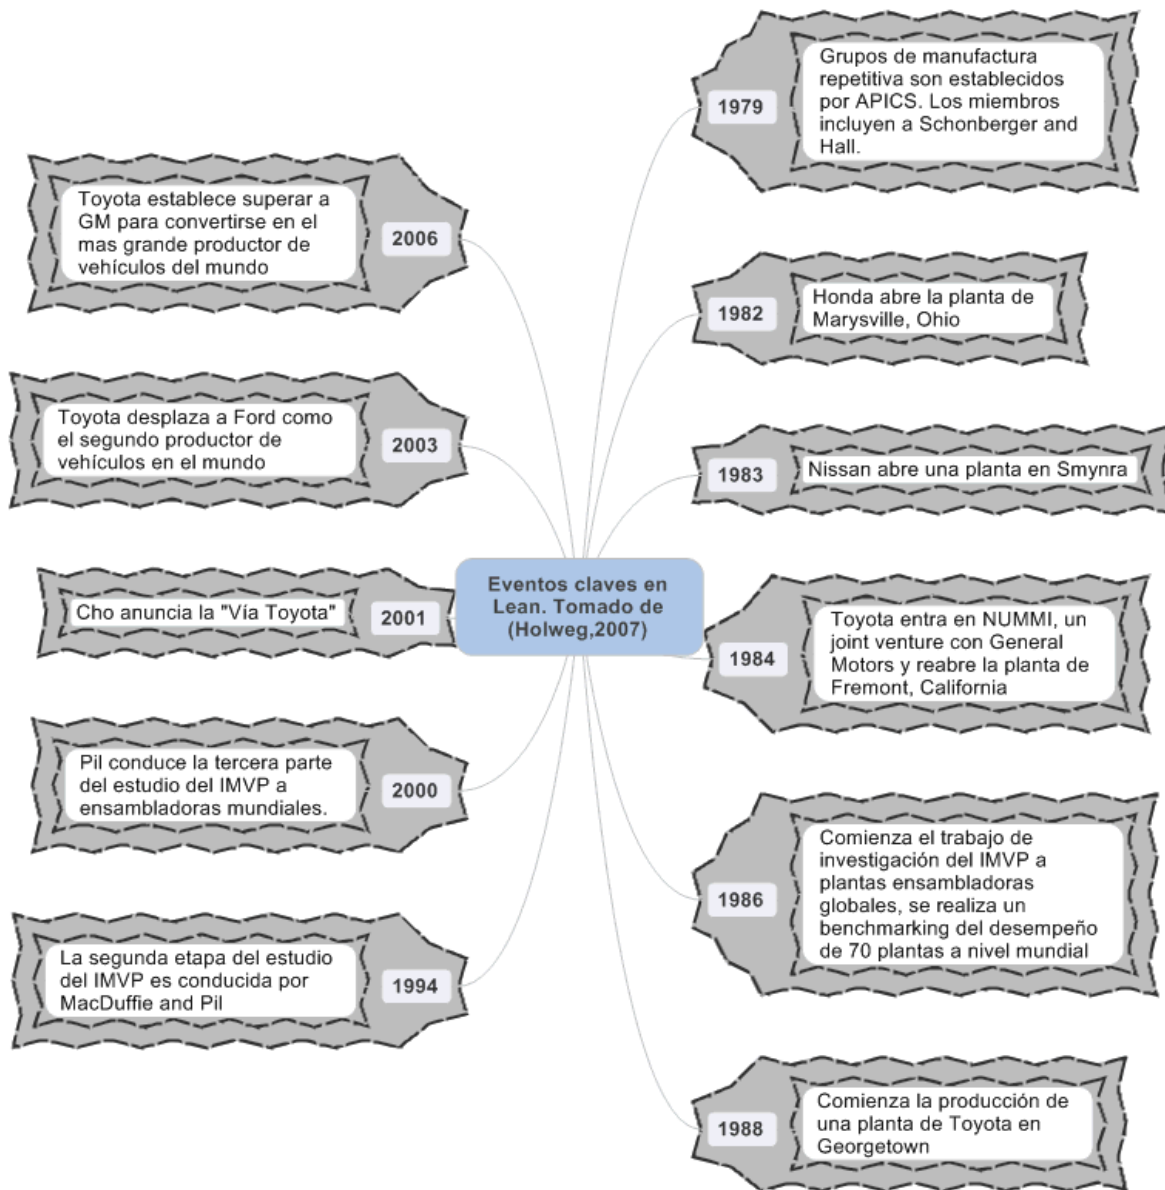 Eventos claves en
Lean. Tomado de
(Holweg,2007)
1979
Grupos de manufactura
repetitiva son establecidos
por APICS. Los miembros
incluyen a Schonberger and
Hall.
1982
Honda abre la planta de
Marysville, Ohio
1983
Nissan abre una planta en Smynra
1984
Toyota entra en NUMMI, un
joint venture con General
Motors y reabre la planta de
Fremont, California
1986
Comienza el trabajo de
investigación del IMVP a
plantas ensambladoras
globales, se realiza un
benchmarking del desempeño
de 70 plantas a nivel mundial
1988
Comienza la producción de
una planta de Toyota en
Georgetown
1994
La segunda etapa del estudio
del IMVP es conducida por
MacDuffie and Pil
2000
Pil conduce la tercera parte
del estudio del IMVP a
ensambladoras mundiales.
2001
Cho anuncia la "Vía Toyota"
2003
Toyota desplaza a Ford como
el segundo productor de
vehículos en el mundo
2006
Toyota establece superar a
GM para convertirse en el
mas grande productor de
vehículos del mundo